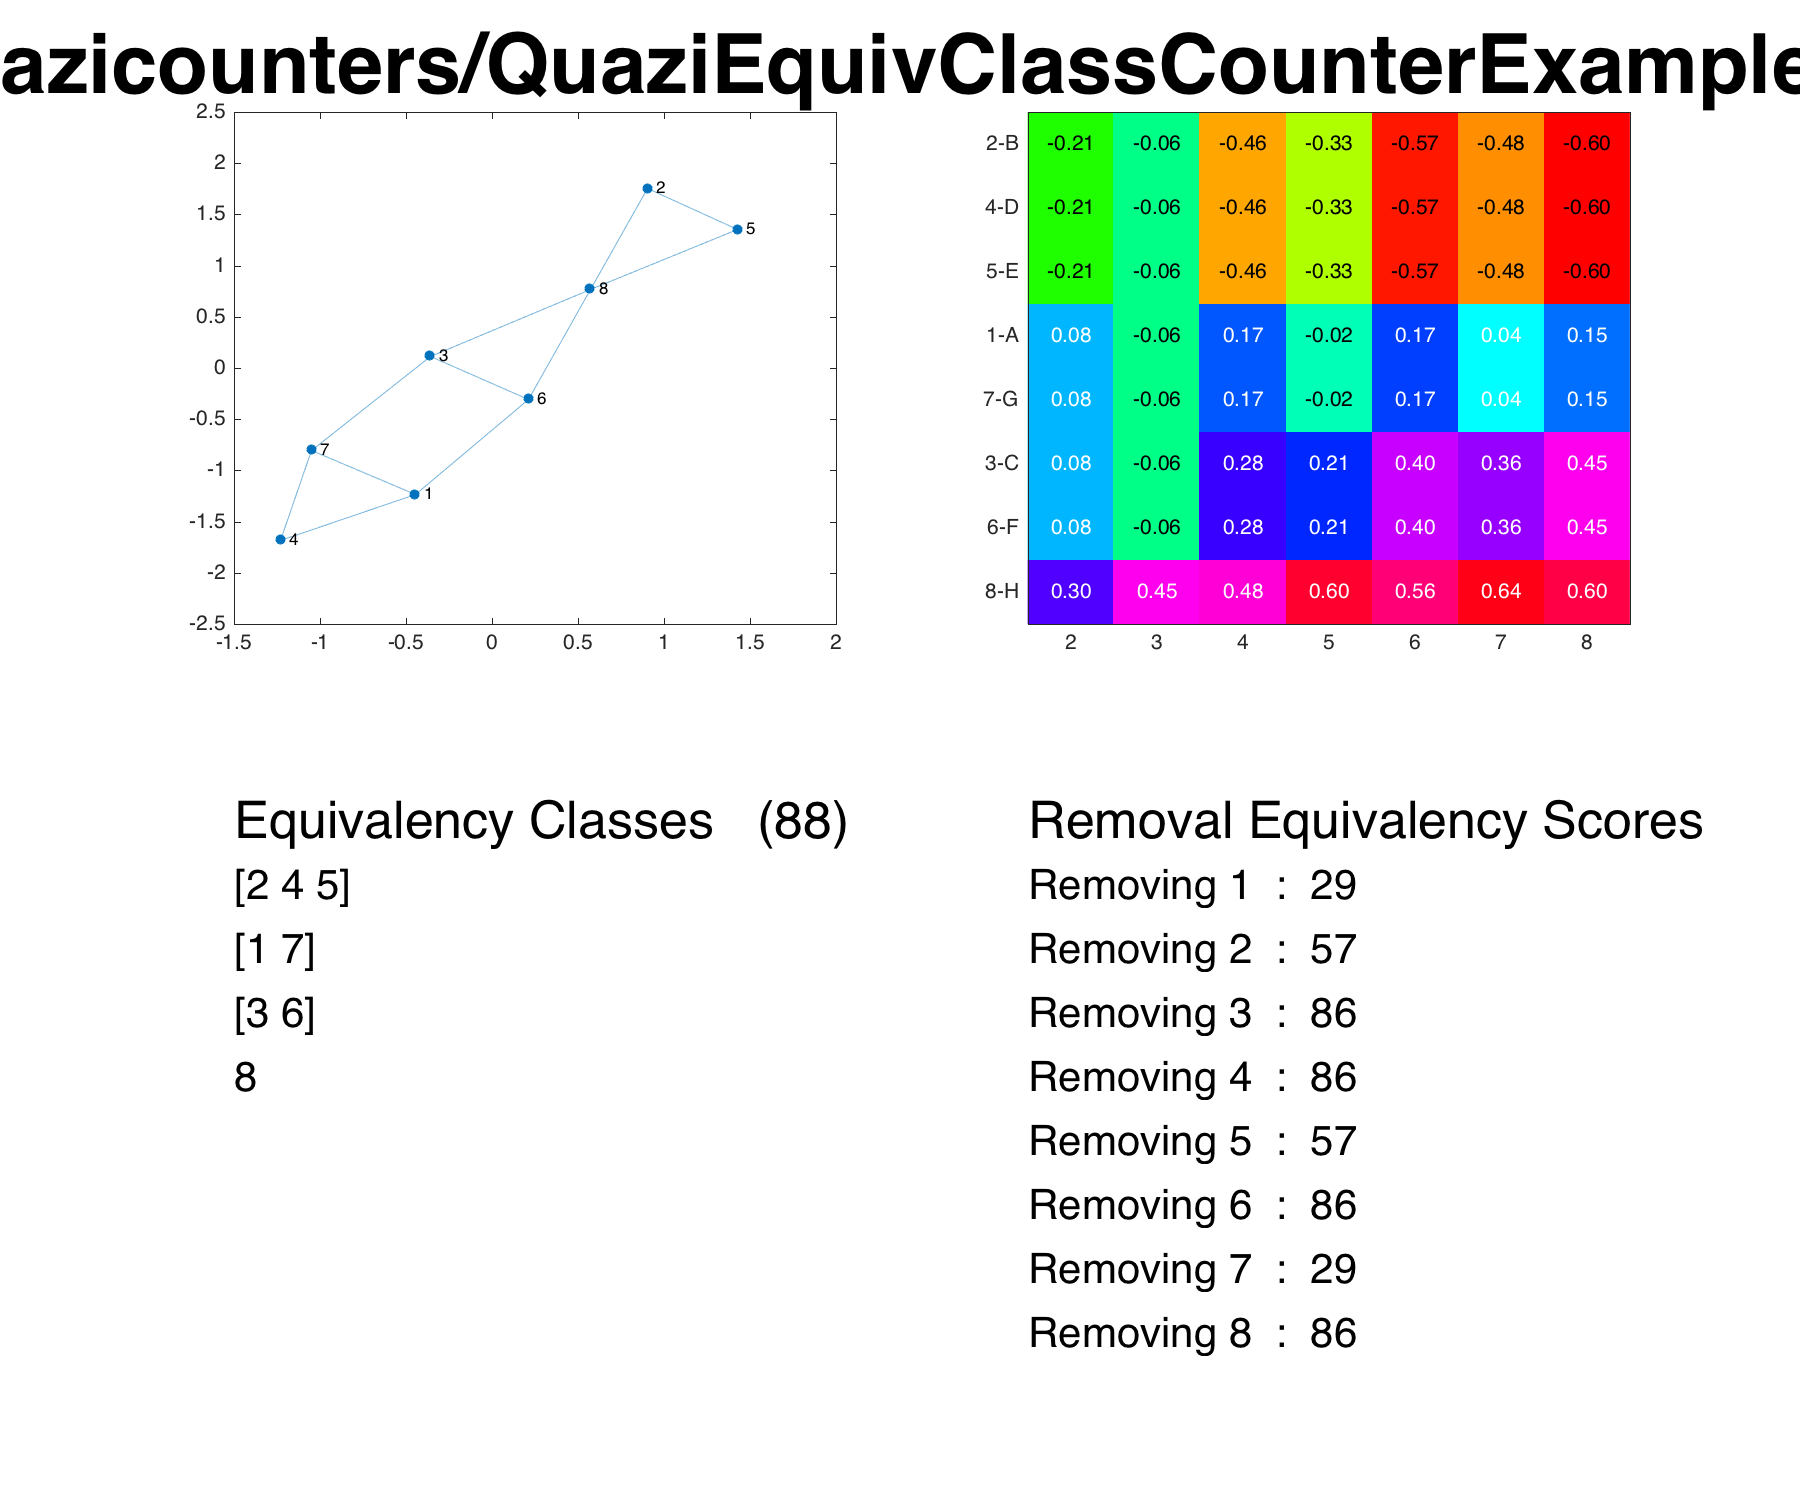 azicounters/QuaziEquivClassCounterExample
2.5
2
1.5
1
0.5
0
-0.5
-1
-1.5
-2
-2.5
-1.5 -1 -0.5 0 0.5 1 1.5 2
2
5
8
3
6
7
1
4
2-B -0.21 -0.06 -0.46 -0.33 -0.57 -0.48 -0.60
4-D -0.21 -0.06 -0.46 -0.33 -0.57 -0.48 -0.60
5-E -0.21 -0.06 -0.46 -0.33 -0.57 -0.48 -0.60
1-A 0.08 -0.06 0.17 -0.02 0.17 0.04 0.15
7-G 0.08 -0.06 0.17 -0.02 0.17 0.04 0.15
3-C 0.08 -0.06 0.28 0.21 0.40 0.36 0.45
6-F 0.08 -0.06 0.28 0.21 0.40 0.36 0.45
8-H 0.30 0.45 0.48 0.60 0.56 0.64 0.60
2 3 4 5 6 7 8
Equivalency Classes (88)
[2 4 5]
[1 7]
[3 6]
8
Removal Equivalency Scores
Removing 1 : 29
Removing 2 : 57
Removing 3 : 86
Removing 4 : 86
Removing 5 : 57
Removing 6 : 86
Removing 7 : 29
Removing 8 : 86